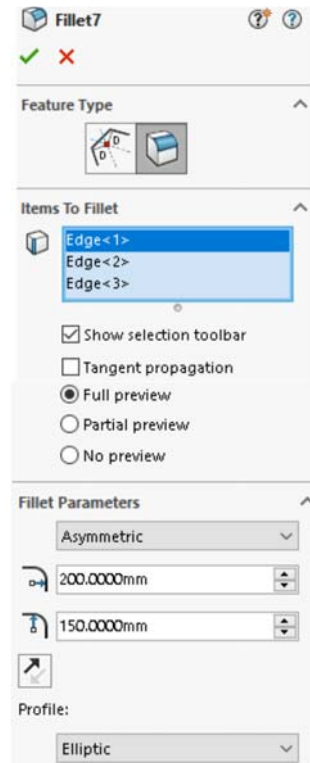 Fillet7
Feature Type
D
D
Items To Fillet
Edge<1>
Edge<2>
Edge<3>
Show selection toolbar
Tangent propagation
Full preview
Partial preview
No preview
Fillet Parameters
Asymmetric
200.0000mm
150.0000mm
Profile:
Elliptic